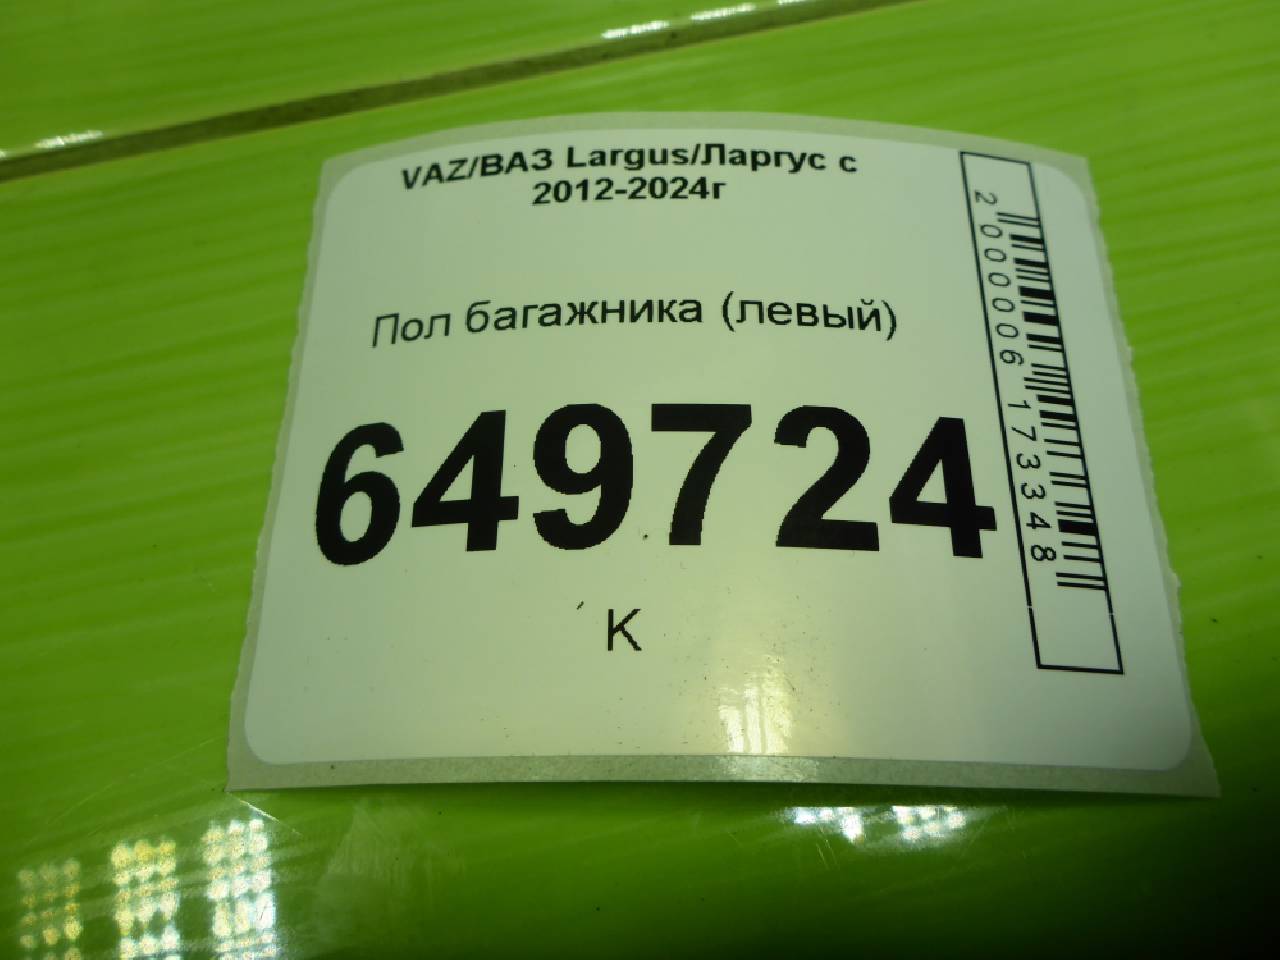 VAZ/ВАЗ Largus/Ларгус с
2012-2024г
Пол багажника (левый)
649724
К
2000006173348